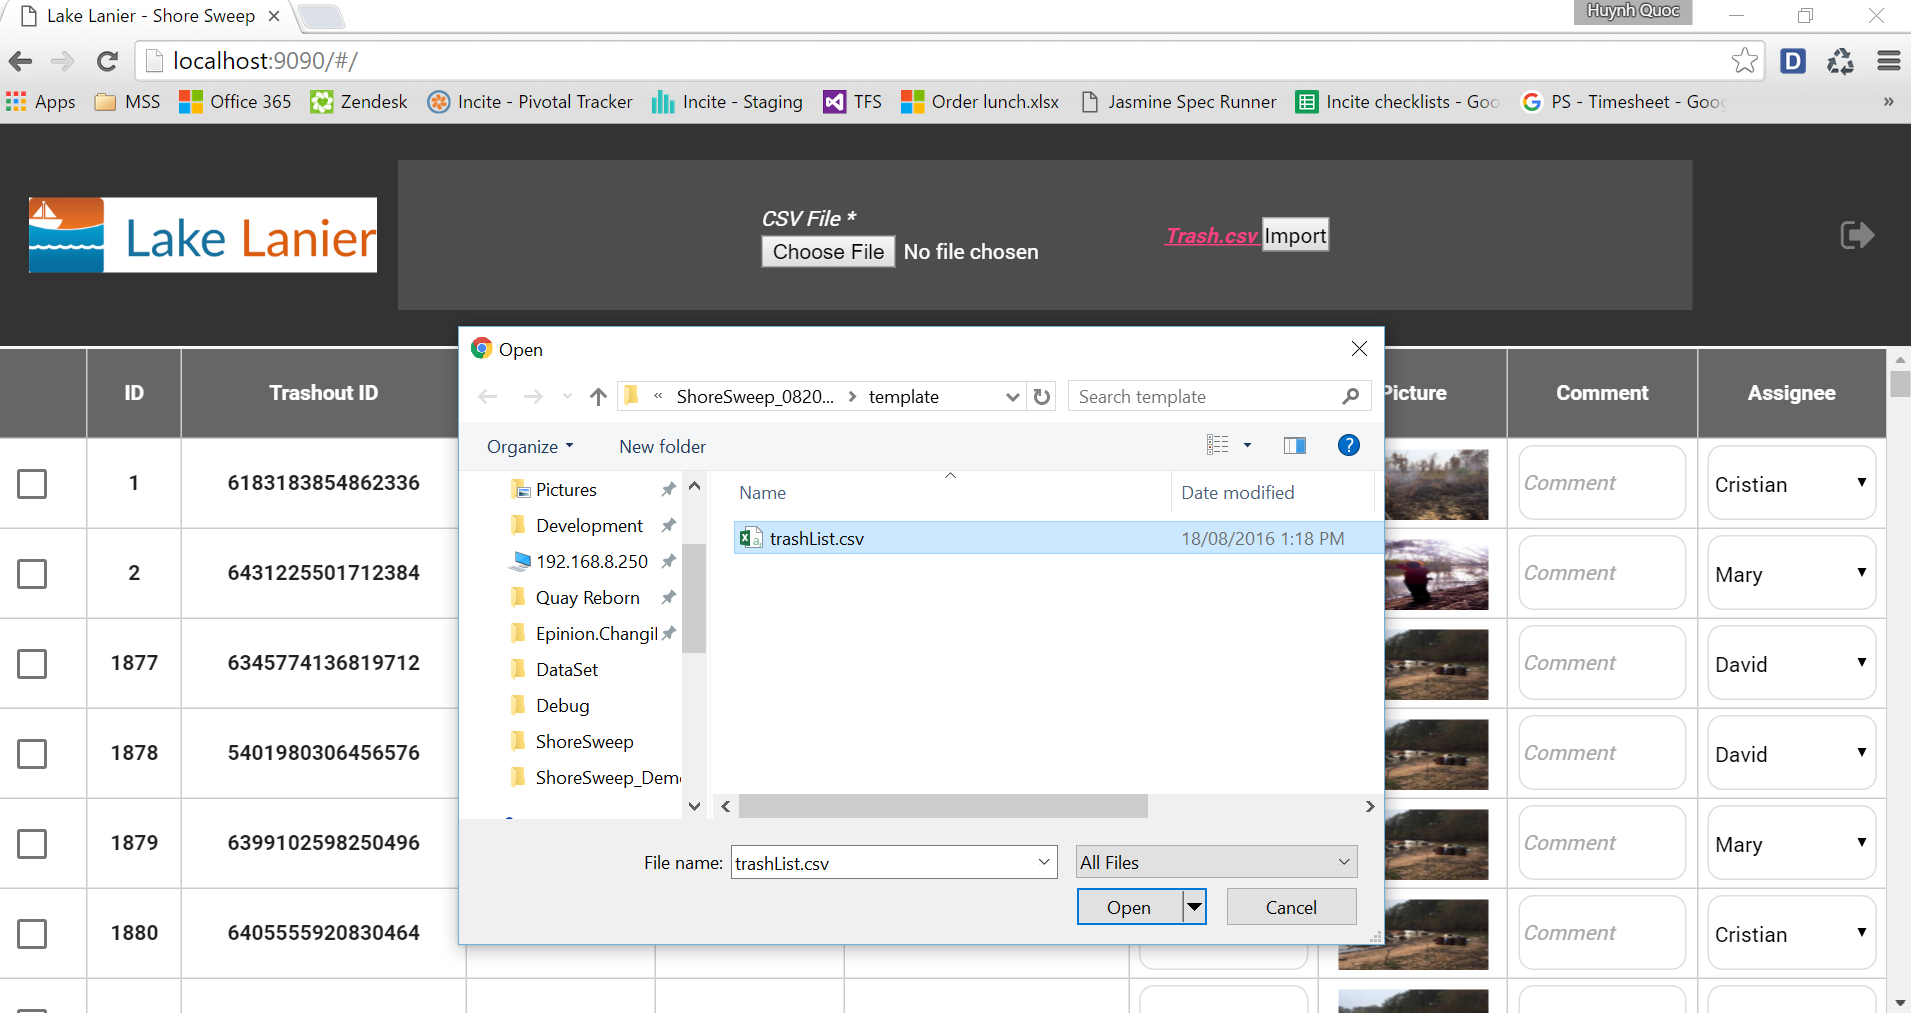 Lake Lanier - Shore Sweep
Huynh Quoc
localhost:9090/#/
Apps MSS Office 365 Zendesk Incite - Pivotal Tracker Incite - Staging TFS Order lunch.xlsx Jasmine Spec Runner Incite checklists - Goo PS - Timesheet - Goog »
Lake Lanier
CSV File *
Choose File No file chosen
Trash.csv Import
Open
« ShoreSweep_0820... > template
Search template
Organize New folder
?
Pictures
Development
192.168.8.250
Quay Reborn
Epinion.Changi
DataSet
Debug
ShoreSweep
ShoreSweep_Dem
Name Date modified
trashList.csv 18/08/2016 1:18 PM
File name: trashList.csv All Files
Open Cancel
ID Trashout ID Picture Comment Assignee
1 6183183854862336 Comment Cristian
2 6431225501712384 Comment Mary
1877 6345774136819712 Comment David
1878 5401980306456576 Comment David
1879 6399102598250496 Comment Mary
1880 6405555920830464 Comment Cristian